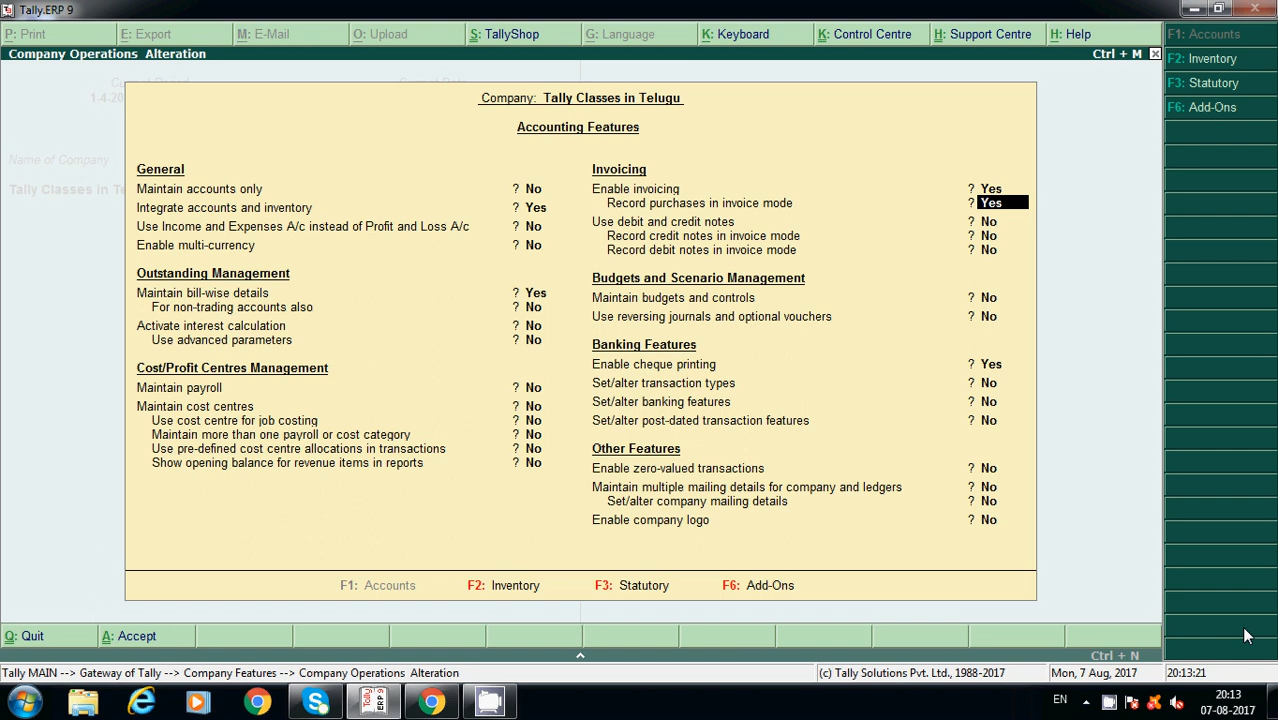 Tally.ERP 9
P: Print
E: Export
M: E-Mail
O: Upload
S: TallyShop
G: Language
K: Keyboard
K: Control Centre
H: Support Centre
H: Help
F1: Accounts
Company Operations Alteration
Ctrl + M
F2: Inventory
F3: Statutory
F6: Add-Ons
1-4-20
Name of Company
Tally Classes in Te
Company: Tally Classes in Telugu
Accounting Features
General
Maintain accounts only ? No
Integrate accounts and inventory ? Yes
Use Income and Expenses A/c instead of Profit and Loss A/c ? No
Enable multi-currency ? No
Outstanding Management
Maintain bill-wise details ? Yes
For non-trading accounts also ? No
Activate interest calculation ? No
Use advanced parameters ? No
Cost/Profit Centres Management
Maintain payroll ? No
Maintain cost centres ? No
Use cost centre for job costing ? No
Maintain more than one payroll or cost category ? No
Use pre-defined cost centre allocations in transactions ? No
Show opening balance for revenue items in reports ? No
Invoicing
Enable invoicing ? Yes
Record purchases in invoice mode ? Yes
Use debit and credit notes ? No
Record credit notes in invoice mode ? No
Record debit notes in invoice mode ? No
Budgets and Scenario Management
Maintain budgets and controls ? No
Use reversing journals and optional vouchers ? No
Banking Features
Enable cheque printing ? Yes
Set/alter transaction types ? No
Set/alter banking features ? No
Set/alter post-dated transaction features ? No
Other Features
Enable zero-valued transactions ? No
Maintain multiple mailing details for company and ledgers ? No
Set/alter company mailing details ? No
Enable company logo ? No
F1: Accounts
F2: Inventory
F3: Statutory
F6: Add-Ons
Q: Quit
A: Accept
Ctrl + N
Tally MAIN --> Gateway of Tally --> Company Features --> Company Operations Alteration
(c) Tally Solutions Pvt. Ltd., 1988-2017
Mon, 7 Aug, 2017
20:13:21
EN
20:13
07-08-2017